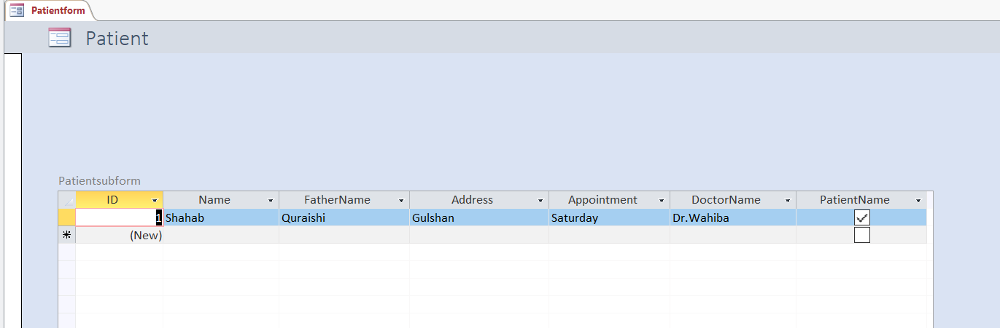 Patientform
Patient
Patientsubform
ID Name FatherName Address Appointment DoctorName PatientName
1 Shahab Quraishi Gulshan Saturday Dr.Wahiba
(New)